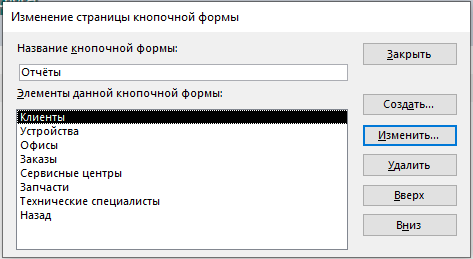 Изменение страницы кнопочной формы
Название кнопочной формы:
Отчёты
Закрыть
Элементы данной кнопочной формы:
Клиенты
Устройства
Офисы
Заказы
Сервисные центры
Запчасти
Технические специалисты
Назад
Создать...
Изменить...
Удалить
Вверх
Вниз